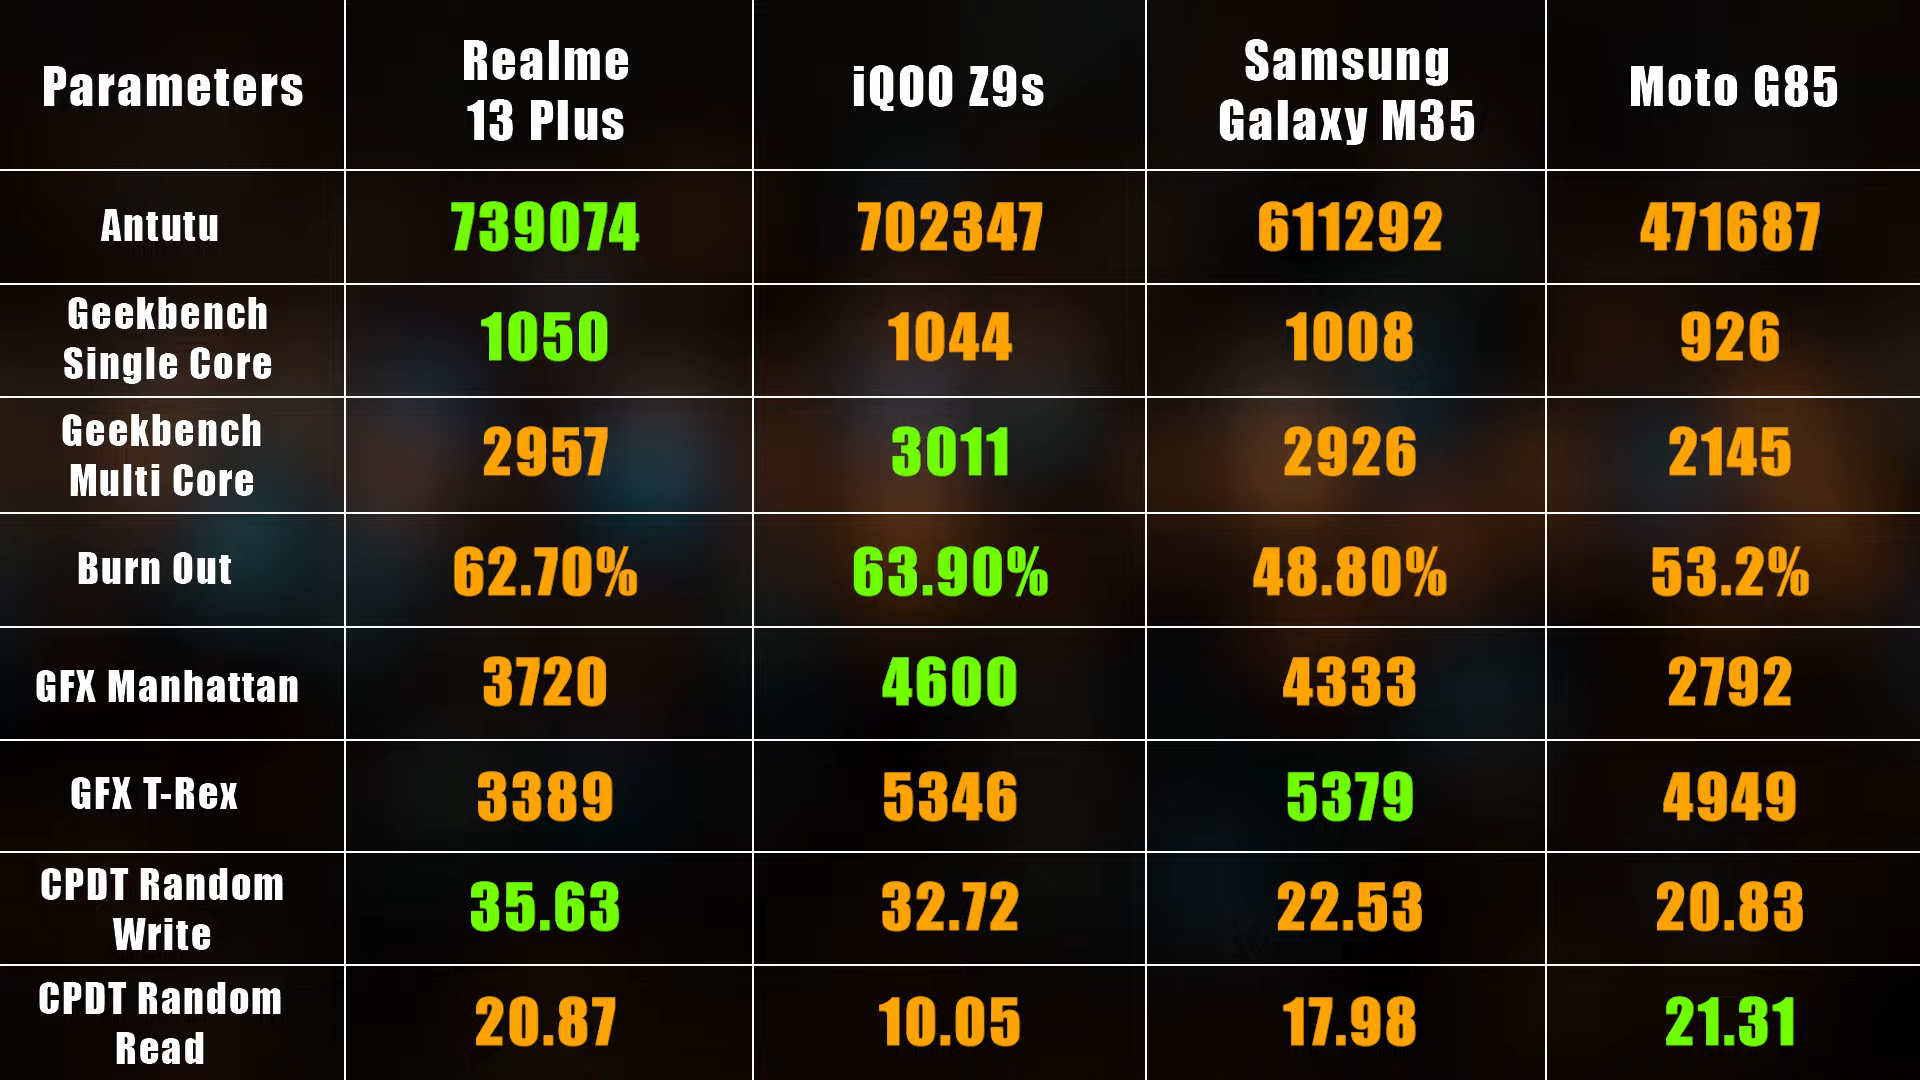 Parameters
Realme
13 Plus
iQOO Z9s
Samsung
Galaxy M35
Moto G85
Antutu
739074
702347
611292
471687
Geekbench
Single Core
1050
1044
1008
926
Geekbench
Multi Core
2957
3011
2926
2145
Burn Out
62.70%
63.90%
48.80%
53.2%
GFX Manhattan
3720
4600
4333
2792
GFX T-Rex
3389
5346
5379
4949
CPDT Random
Write
35.63
32.72
22.53
20.83
CPDT Random
Read
20.87
10.05
17.98
21.31